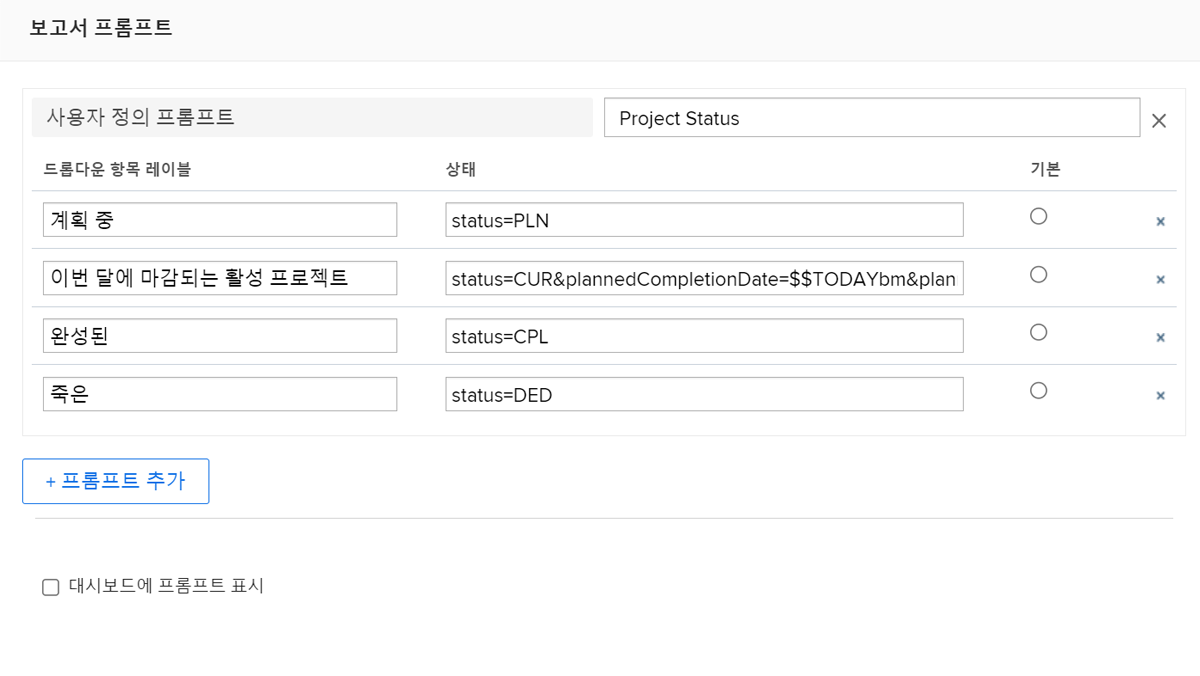 보고서 프롬프트
사용자 정의 프롬프트 Project Status
드롭다운 항목 레이블 상태 기본
계획 중 status=PLN
이번 달에 마감되는 활성 프로젝트 status=CUR&plannedCompletionDate=$$TODAYbm&plan
완성된 status=CPL
죽은 status=DED
+ 프롬프트 추가
대시보드에 프롬프트 표시